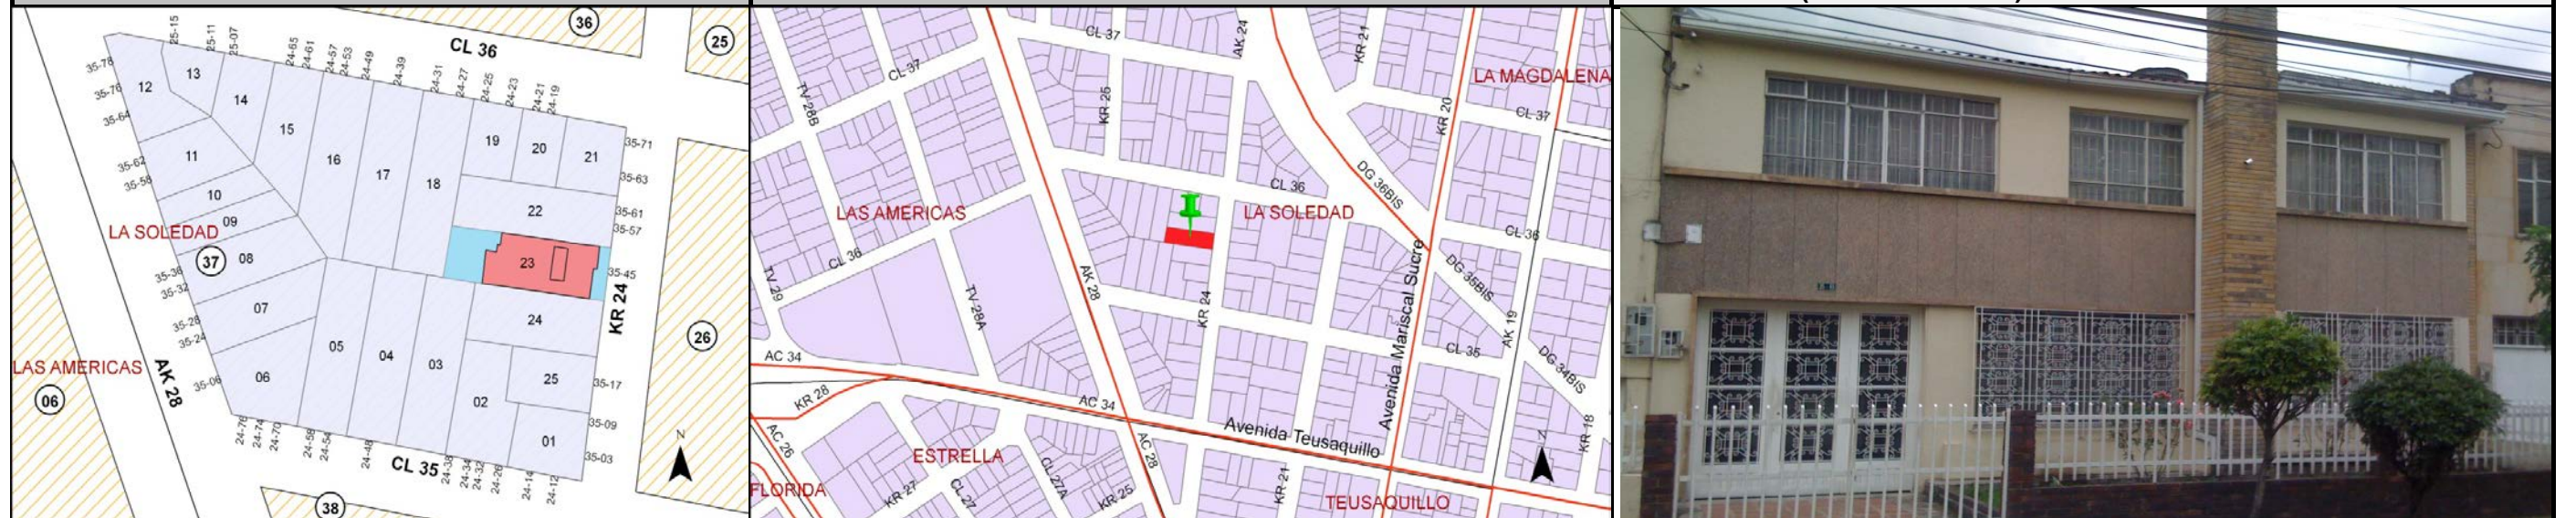 36
25
CL 36
25-15
25-11
25-07
24-65
24-61
24-57
24-53
24-49
24-39
24-31
24-27
24-25
24-23
24-21
24-19
35-78
35-76
35-64
35-62
35-58
35-36
35-32
35-28
35-24
35-06
12
13
14
15
16
17
18
19
20
21
11
10
09
08
07
06
05
04
03
02
01
22
23
24
25
35-71
35-63
35-61
35-57
35-45
35-17
35-09
35-03
KR 24
26
LA SOLEDAD
37
LAS AMERICAS
06
AK 28
24-76
24-74
24-70
24-58
24-54
24-48
CL 35
24-38
24-34
24-32
24-26
24-14
24-12
38
N
CL 37
AK 24
KR 21
LA MAGDALENA
CL 37
TV 28B
KR 25
KR 20
CL 37
DG 36BIS
CL 36
LAS AMERICAS
LA SOLEDAD
CL 36
CL 36
TV 29
TV 28A
AK 28
KR 24
Avenida Mariscal Sucre
DG 35BIS
AK 19
CL 35
DG 34BIS
AC 34
KR 28
AC 34
Avenida Teusaquillo
KR 18
AC 26
ESTRELLA
AC 28
N
FLORIDA
KR 27
CL 27
CL 27A
KR 25
KR 21
TEUSAQUILLO